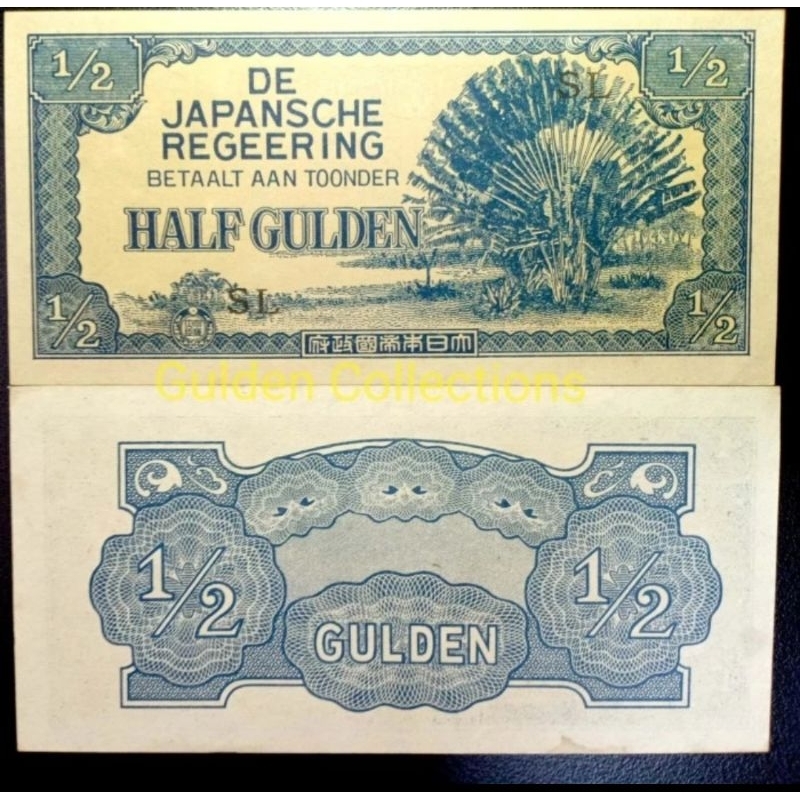 1/2
1/2
SL
DE
JAPANSCHE
REGEERING
BETAALT AAN TOONDER
HALF GULDEN
SL
1/2
1/2
府政國帝本日大
Gulden Collections
1/2
1/2
GULDEN